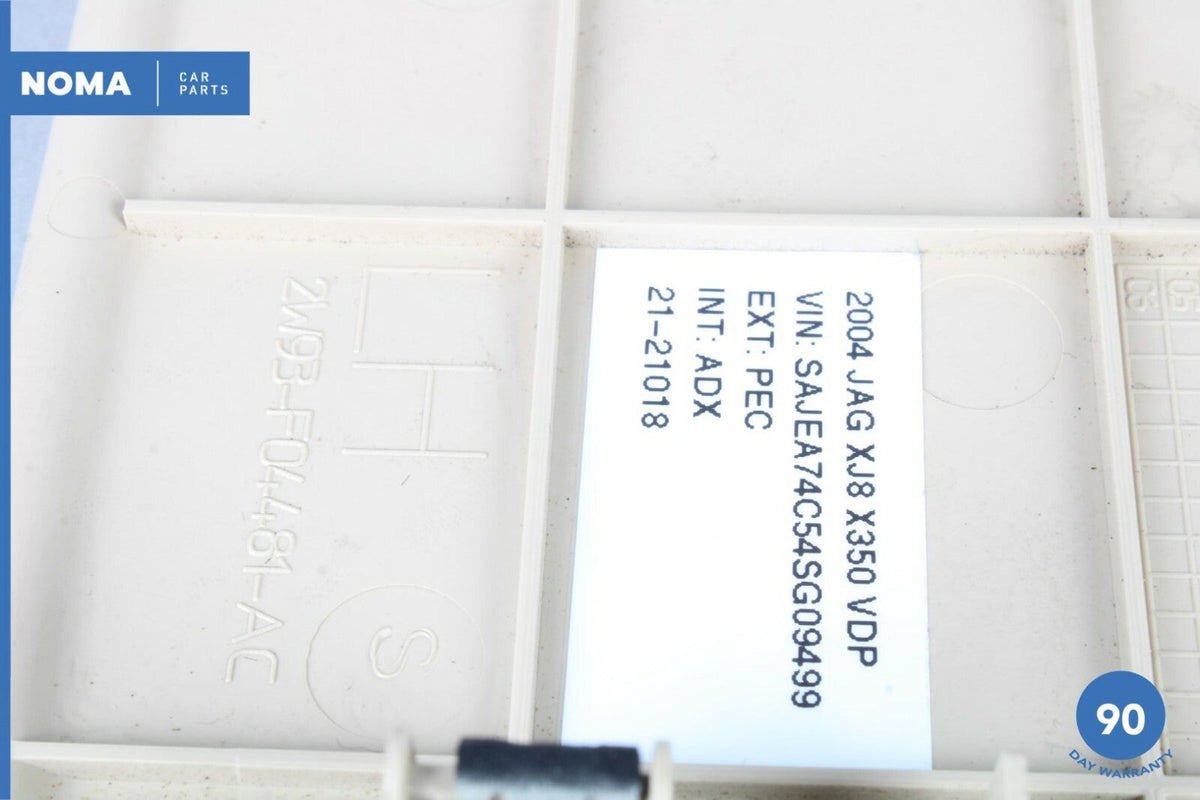 NOMA
CAR
PARTS
2004 JAG XJ8 X350 VDP
VIN: SAJEA74C54SG09499
EXT: PEC
INT: ADX
21-21018
LH
2W93-F04481-AC
S
90
DAY WARRANTY